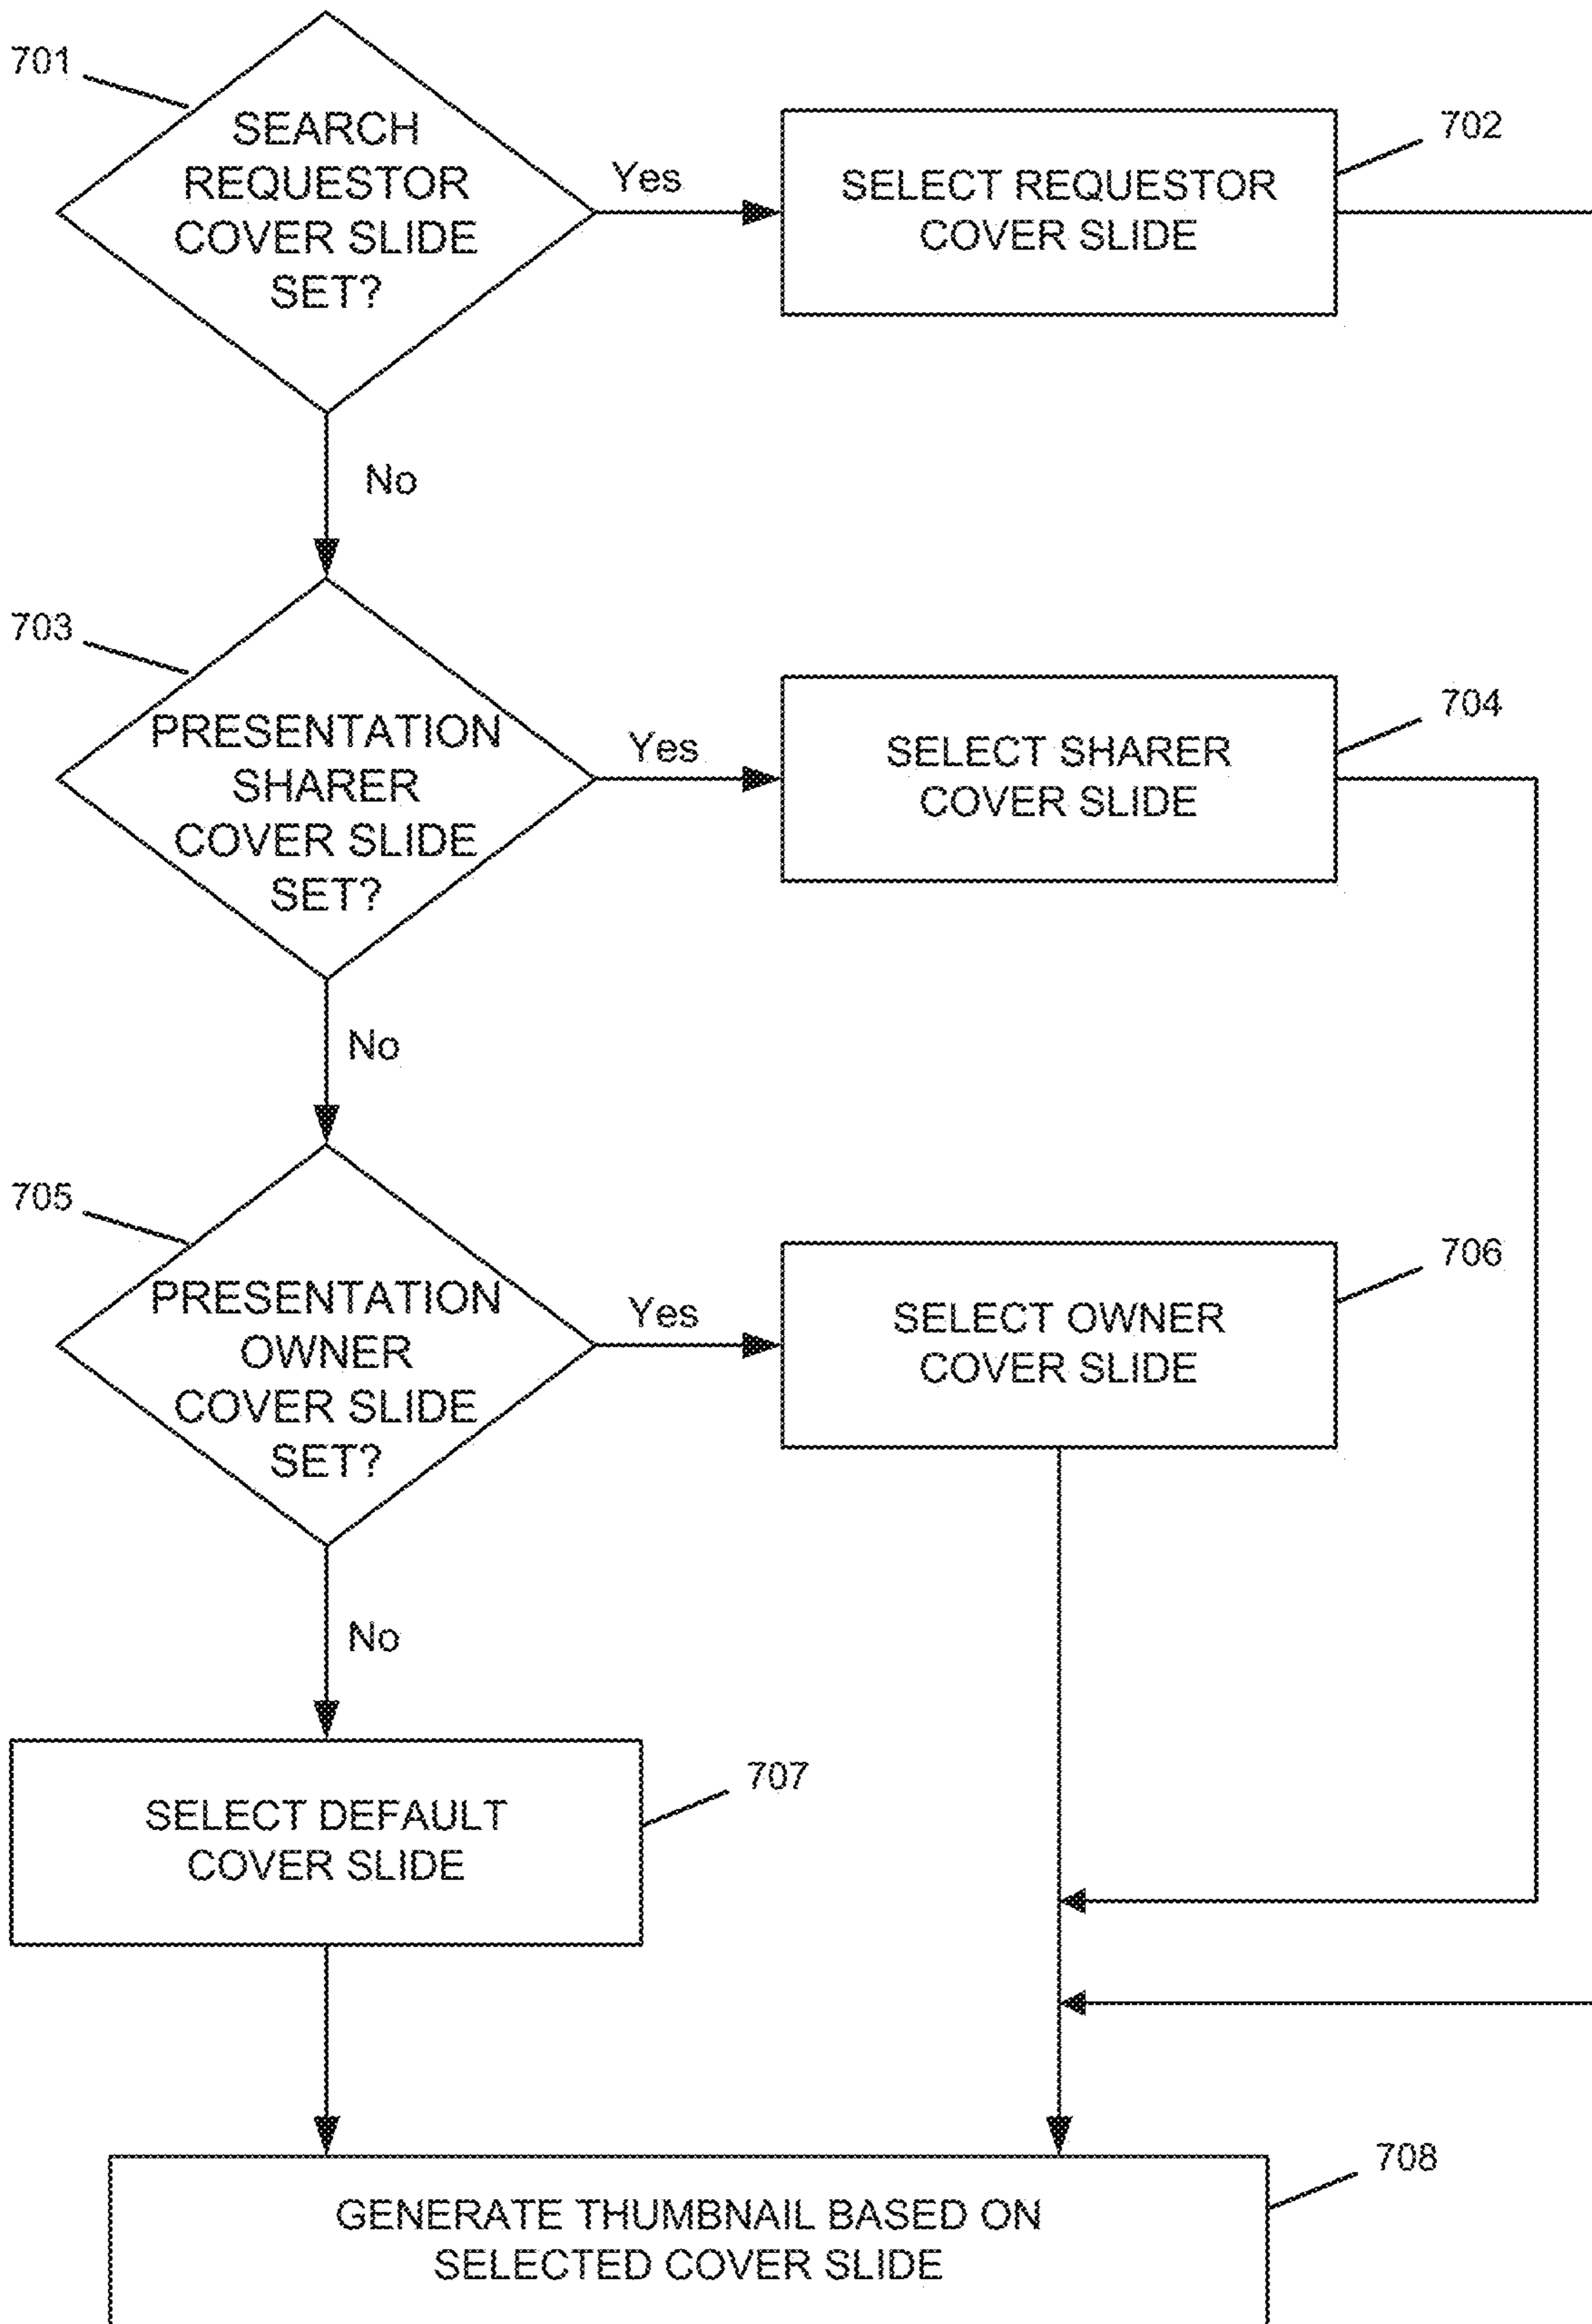 701
SEARCH
REQUESTOR
COVER SLIDE
SET?
Yes
702
SELECT REQUESTOR
COVER SLIDE
No
703
PRESENTATION
SHARER
COVER SLIDE
SET?
Yes
704
SELECT SHARER
COVER SLIDE
No
705
PRESENTATION
OWNER
COVER SLIDE
SET?
Yes
706
SELECT OWNER
COVER SLIDE
No
707
SELECT DEFAULT
COVER SLIDE
708
GENERATE THUMBNAIL BASED ON
SELECTED COVER SLIDE